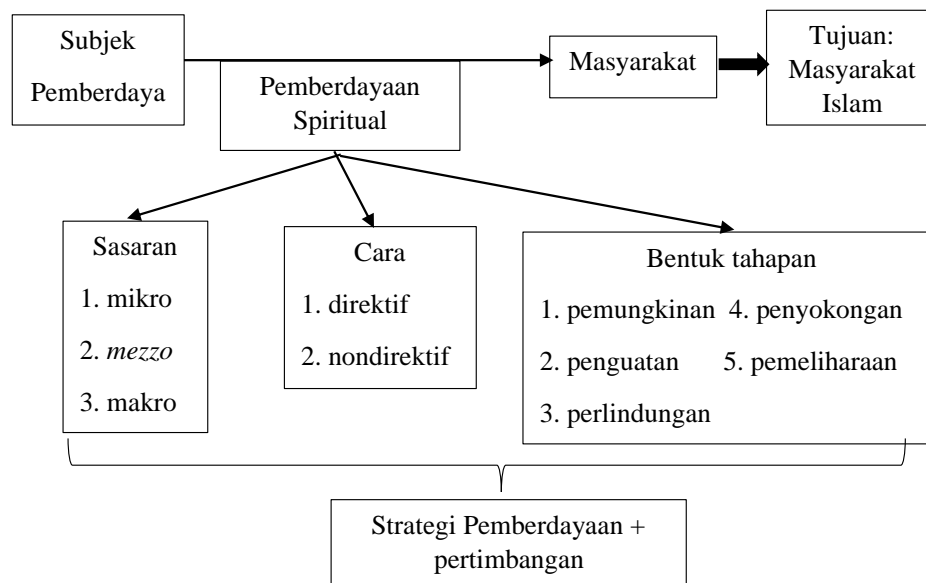 Subjek
Pemberdaya
Pemberdayaan
Spiritual
Masyarakat
Tujuan:
Masyarakat
Islam
Sasaran
1. mikro
2. mezzo
3. makro
Cara
1. direktif
2. nondirektif
Bentuk tahapan
1. pemungkinan 4. penyokongan
2. penguatan 5. pemeliharaan
3. perlindungan
Strategi Pemberdayaan +
pertimbangan